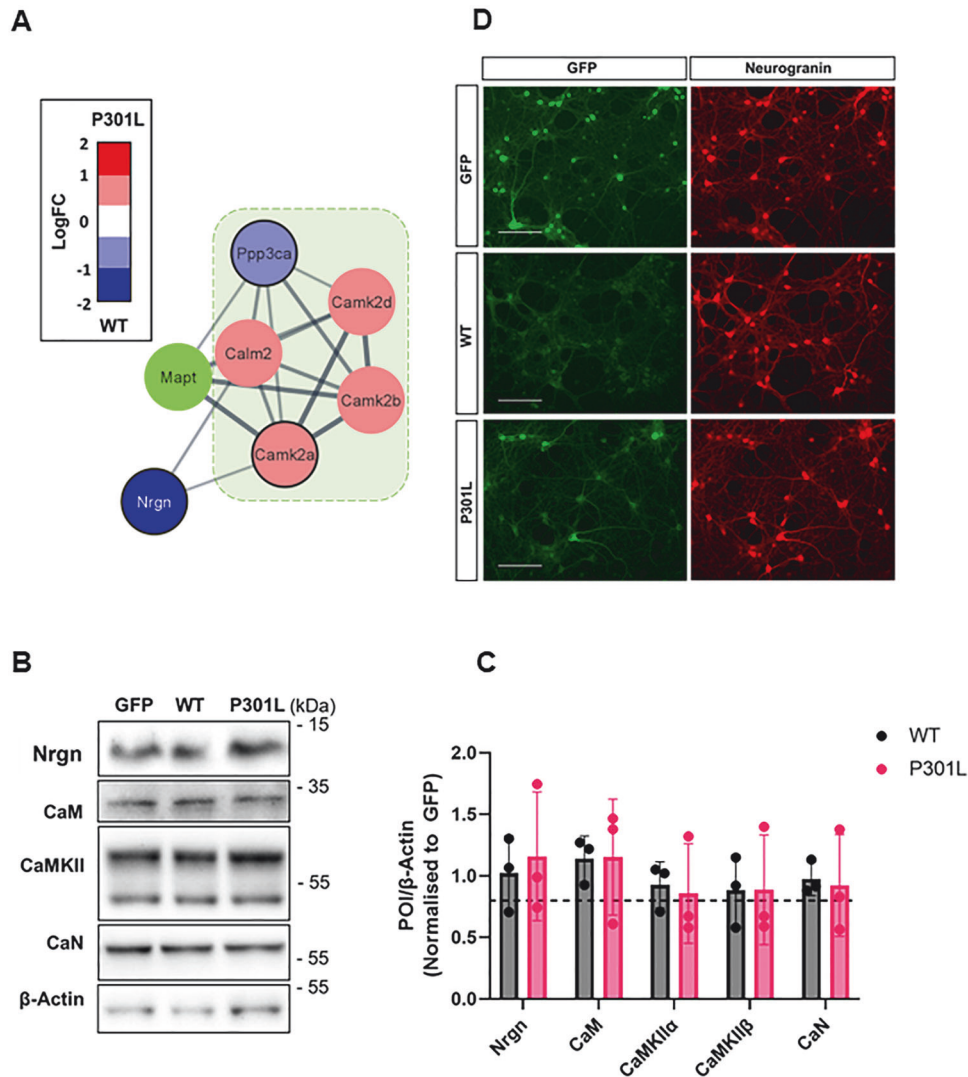 A
P301L
2
1
0
-1
-2
LogFC
WT
Ppp3ca
Camk2d
Calm2
Mapt
Camk2b
Camk2a
Nrgn
D
GFP Neurogranin
GFP
WT
P301L
B
GFP WT P301L (kDa)
Nrgn - 15
CaM - 35
CaMKII - 55
CaN - 55
β-Actin - 55
C
WT
P301L
POI/β-Actin
(Normalised to GFP)
2.0
1.5
1.0
0.5
0.0
Nrgn
CaM
CaMKIIα
CaMKIIβ
CaN